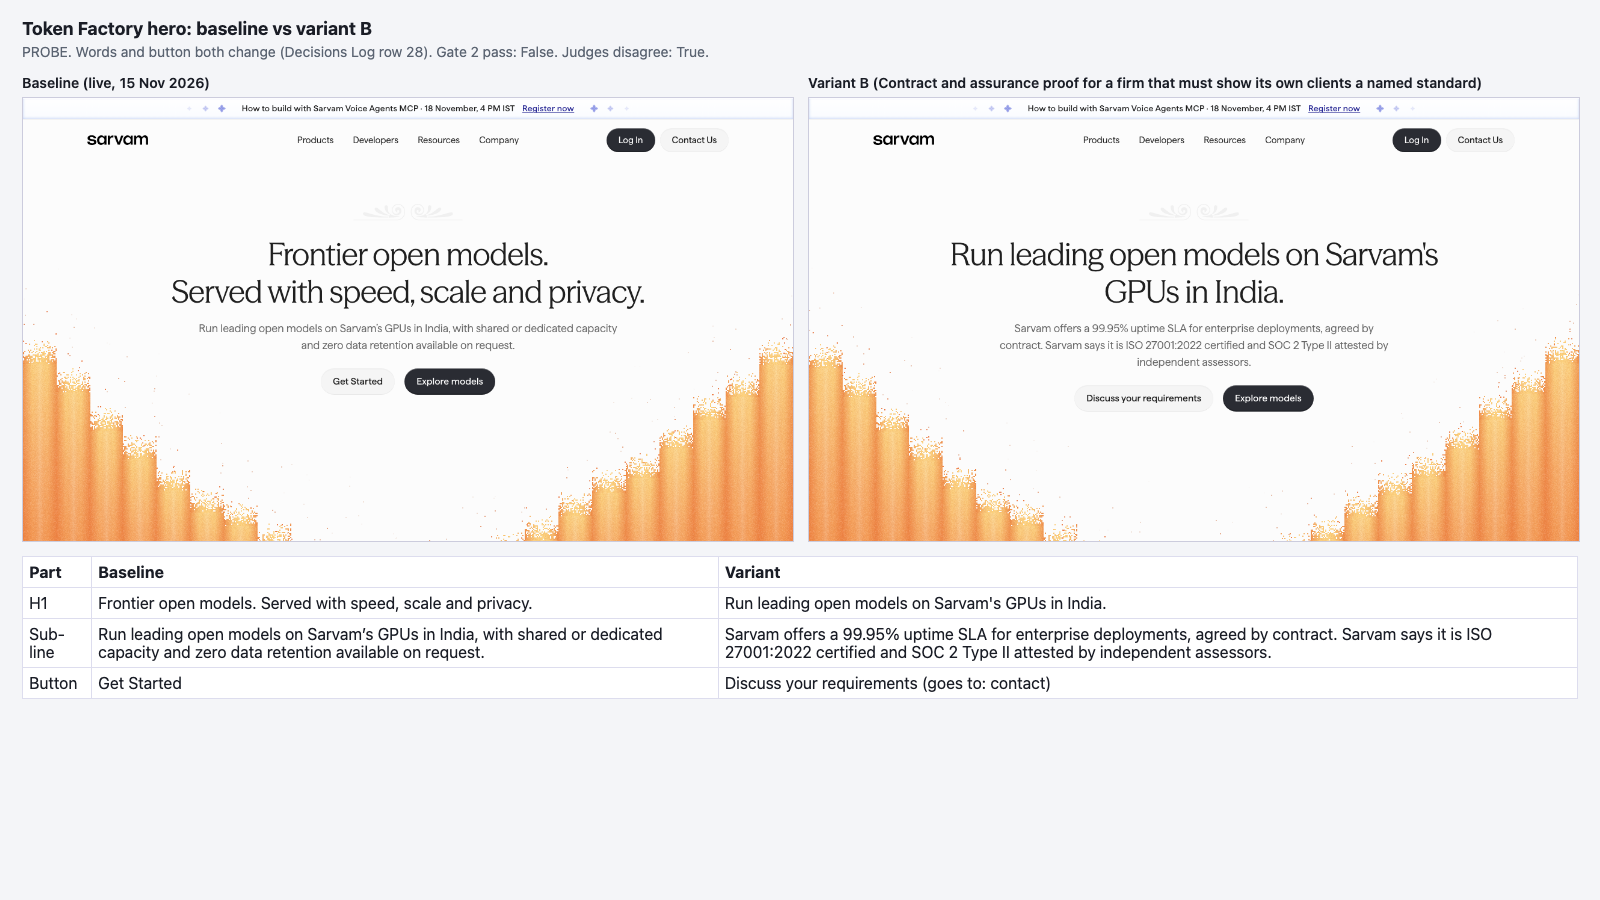 Token Factory hero: baseline vs variant B
PROBE. Words and button both change (Decisions Log row 28). Gate 2 pass: False. Judges disagree: True.
Baseline (live, 15 Nov 2026)
How to build with Sarvam Voice Agents MCP · 18 November, 4 PM IST Register now
sarvam Products Developers Resources Company Log In Contact Us
Frontier open models.
Served with speed, scale and privacy.
Run leading open models on Sarvam's GPUs in India, with shared or dedicated capacity
and zero data retention available on request.
Get Started Explore models
Variant B (Contract and assurance proof for a firm that must show its own clients a named standard)
How to build with Sarvam Voice Agents MCP · 18 November, 4 PM IST Register now
sarvam Products Developers Resources Company Log In Contact Us
Run leading open models on Sarvam's
GPUs in India.
Sarvam offers a 99.95% uptime SLA for enterprise deployments, agreed by
contract. Sarvam says it is ISO 27001:2022 certified and SOC 2 Type II attested by
independent assessors.
Discuss your requirements Explore models
Part Baseline Variant
H1 Frontier open models. Served with speed, scale and privacy. Run leading open models on Sarvam's GPUs in India.
Sub-
line
Run leading open models on Sarvam’s GPUs in India, with shared or dedicated
capacity and zero data retention available on request.
Sarvam offers a 99.95% uptime SLA for enterprise deployments, agreed by contract. Sarvam says it is ISO
27001:2022 certified and SOC 2 Type II attested by independent assessors.
Button Get Started Discuss your requirements (goes to: contact)